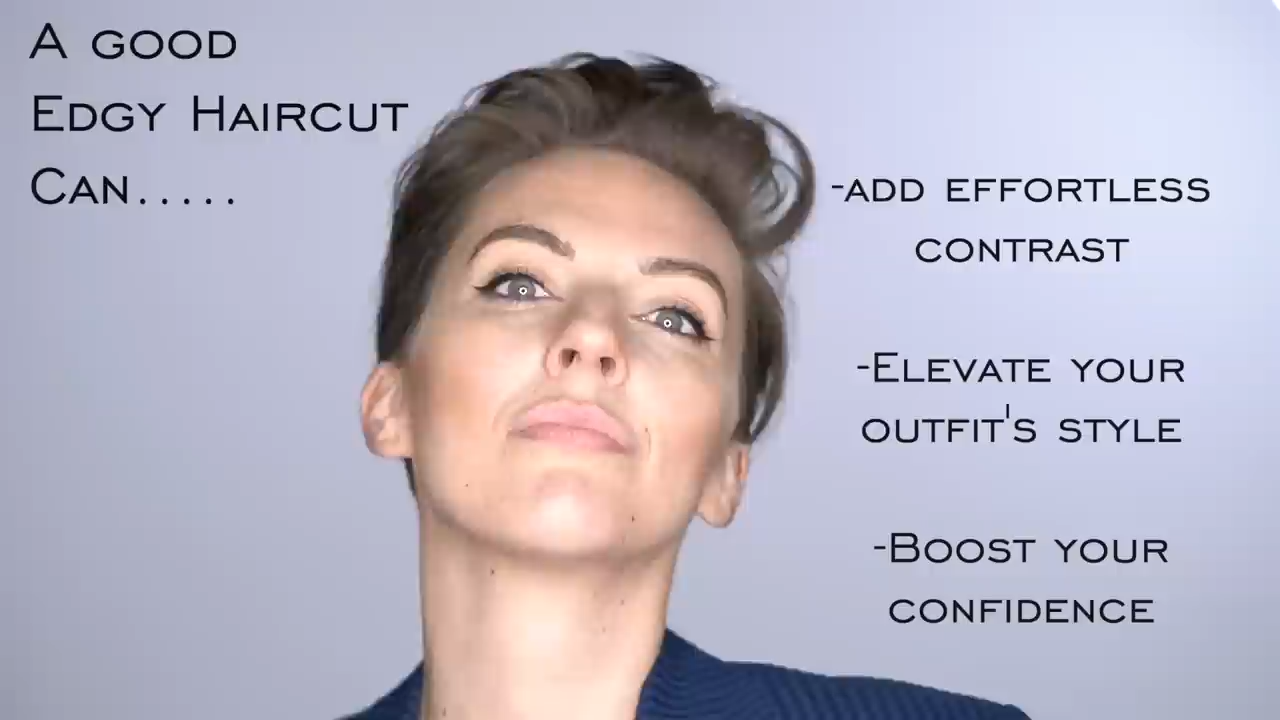 A GOOD
EDGY HAIRCUT
CAN.....
-ADD EFFORTLESS
CONTRAST
-ELEVATE YOUR
OUTFIT'S STYLE
-BOOST YOUR
CONFIDENCE